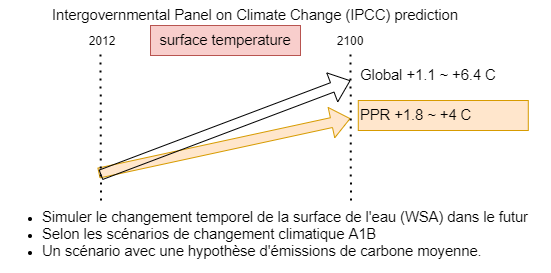 Intergovernmental Panel on Climate Change (IPCC) prediction
2012
surface temperature
2100
Global +1.1 ~ +6.4 C
PPR +1.8 ~ +4 C
Simuler le changement temporel de la surface de l'eau (WSA) dans le futur
Selon les scénarios de changement climatique A1B
Un scénario avec une hypothèse d'émissions de carbone moyenne.